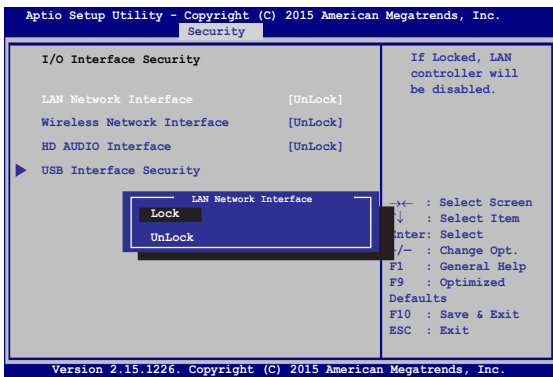 Aptio Setup Utility - Copyright (C) 2015 American Megatrends, Inc.
Security
I/O Interface Security
LAN Network Interface [UnLock]
Wireless Network Interface [UnLock]
HD AUDIO Interface [UnLock]
USB Interface Security
LAN Network Interface
Lock
UnLock
If Locked, LAN
controller will
be disabled.
→← : Select Screen
↑↓ : Select Item
Enter: Select
+/— : Change Opt.
F1 : General Help
F9 : Optimized
Defaults
F10 : Save & Exit
ESC : Exit
Version 2.15.1226. Copyright (C) 2015 American Megatrends, Inc.